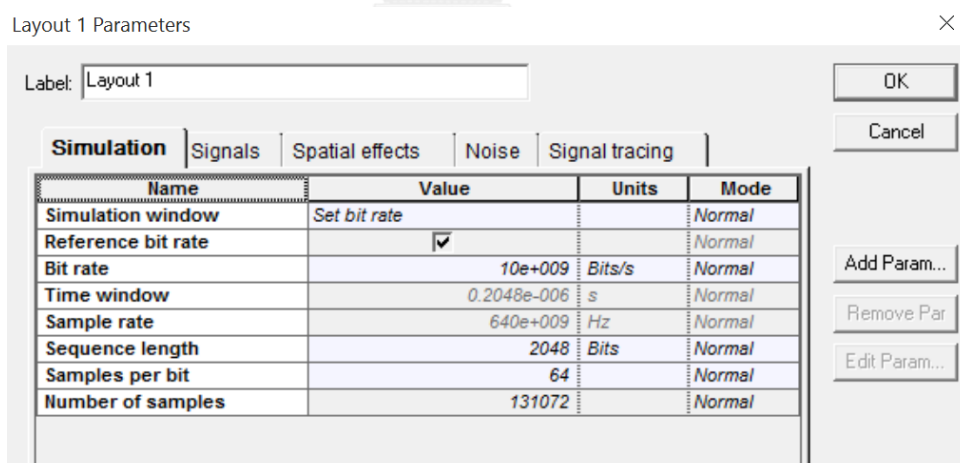 Layout 1 Parameters
Label: Layout 1
OK
Cancel
Simulation Signals Spatial effects Noise Signal tracing
Name Value Units Mode
Simulation window Set bit rate Normal
Reference bit rate Normal
Bit rate 10e+009 Bits/s Normal
Time window 0.2048e-006 s Normal
Sample rate 640e+009 Hz Normal
Sequence length 2048 Bits Normal
Samples per bit 64 Normal
Number of samples 131072 Normal
Add Param...
Remove Par
Edit Param...